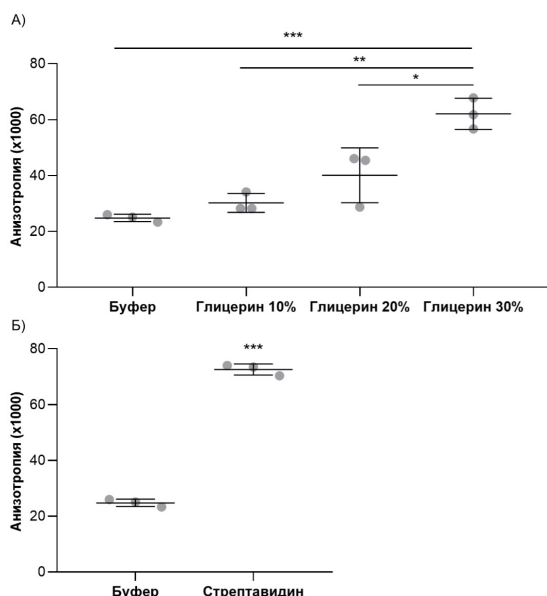 А)
***
**
*
80
60
40
20
0
Анизотропия (x1000)
Буфер Глицерин 10% Глицерин 20% Глицерин 30%
Б)
***
80
60
40
20
0
Анизотропия (x1000)
Буфер Стрептавидин